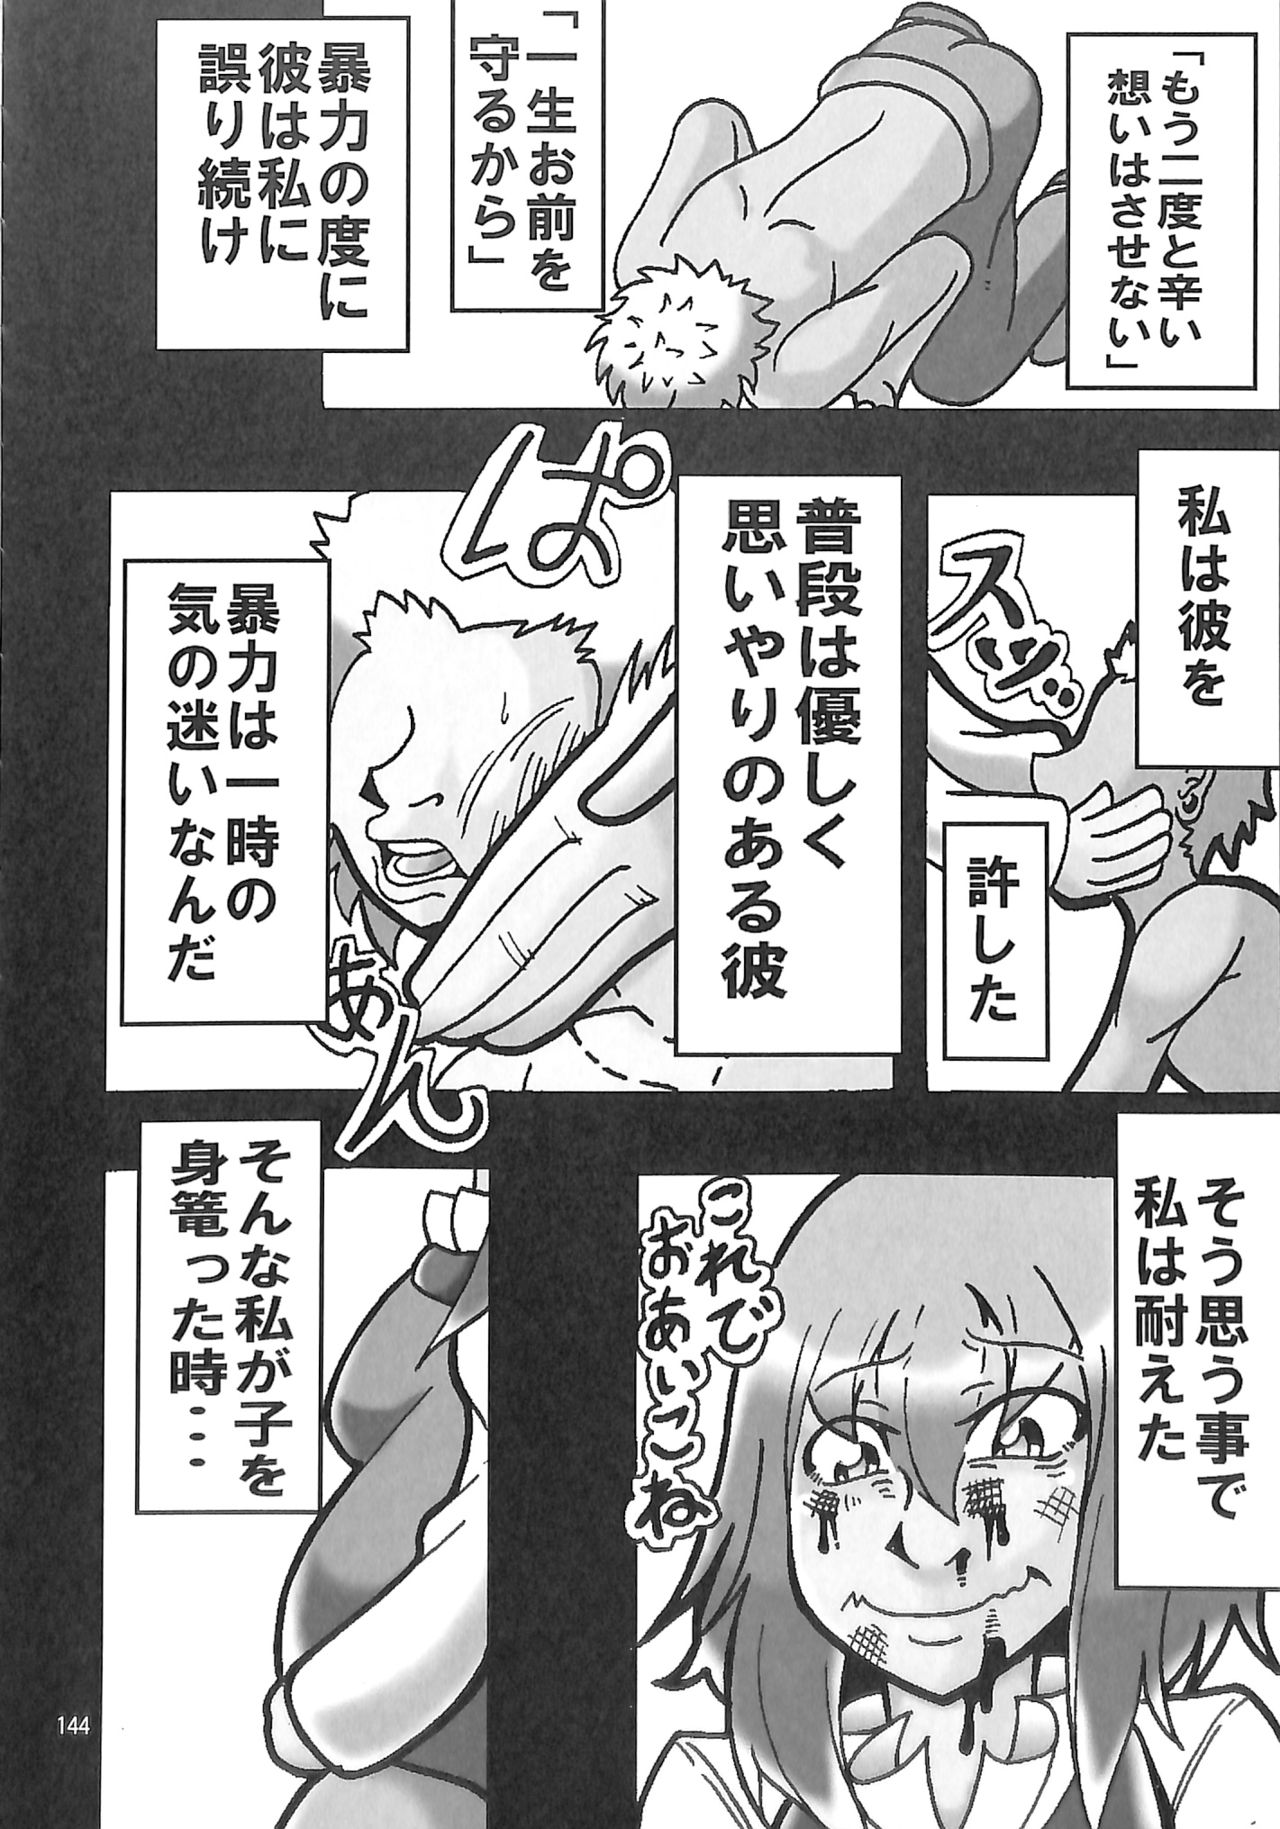 「もう二度と辛い
想いはさせない」
「一生お前を
守るから」
暴力の度に
彼は私に
誤り続け
私は彼を
スッ
許した
普段は優しく
思いやりのある彼
ぱ
あん
暴力は一時の
気の迷いなんだ
そう思う事で
私は耐えた
これで
おあいこね
そんな私が子を
身篭った時...
144